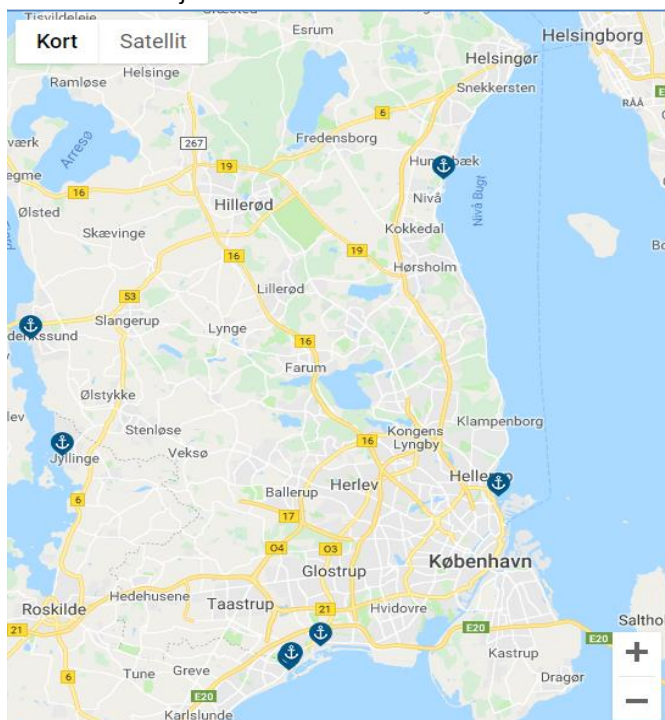 Kort
Satellit
Tisvildeleje
Esrum
Helsingborg
Helsingør
Helsinge
Ramløse
Snekkersten
RÅÅ
6
E
Arresø
267
Fredensborg
værk
19
egme
16
Nivå
Hillerød
Nivå Bugt
Ølsted
Skævinge
Kokkedal
19
16
Hørsholm
Lillerød
53
Slangerup
Lynge
16
Farum
Ølstykke
Klampenborg
Stenløse
Kongens
Lyngby
16
Veksø
Jyllinge
Herlev
Ballerup
6
17
O4
O3
København
Glostrup
Hedehusene
Taastrup
Roskilde
Hvidovre
21
21
Saltho
E20
E20
Kastrup
Tune
Greve
6
Dragør
E20
Karlslunde
+
−